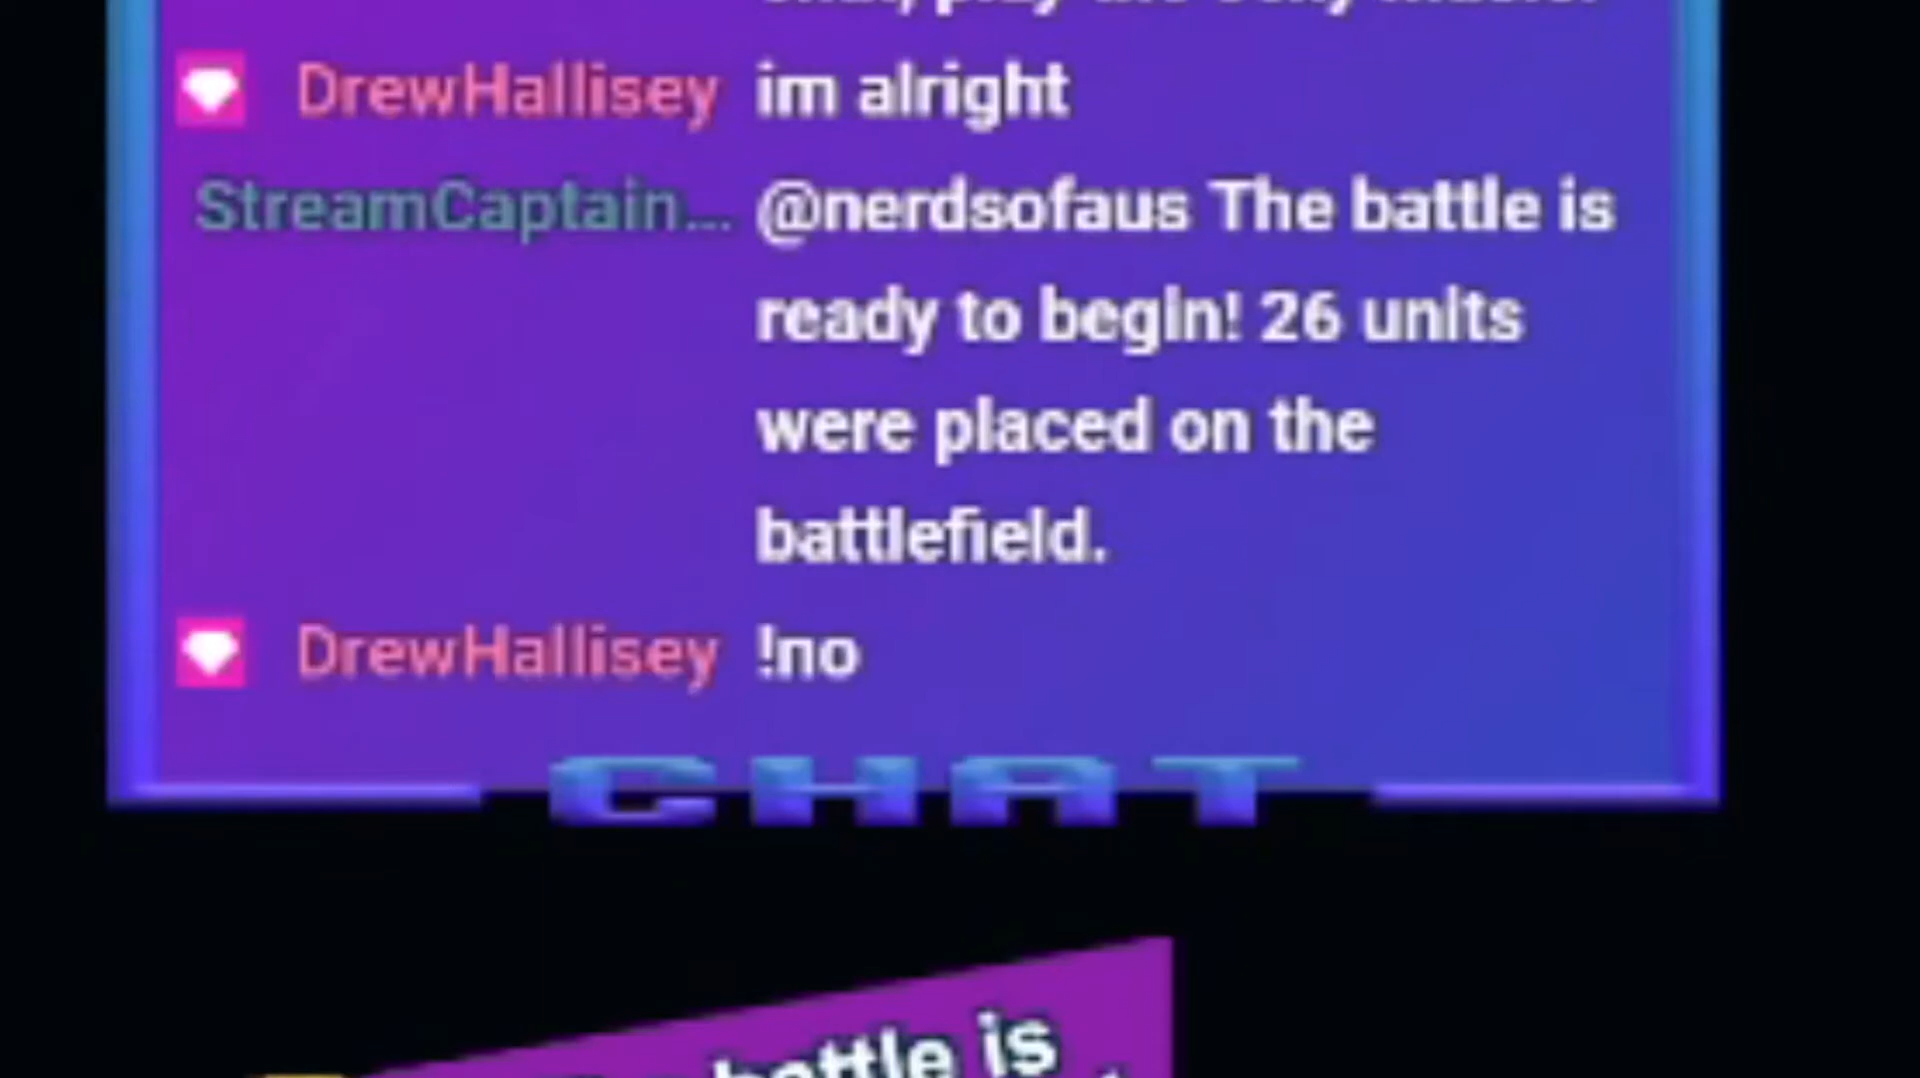 DrewHallisey im alright
StreamCaptain... @nerdsofaus The battle is
ready to begin! 26 units
were placed on the
battlefield.
DrewHallisey !no
CHAT
battle is